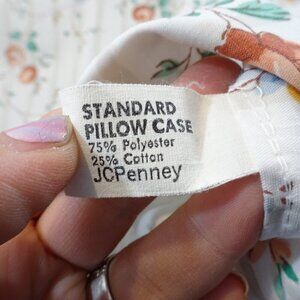 STANDARD
PILLOW CASE
75% Polyester
25% Cotton
JCPenney